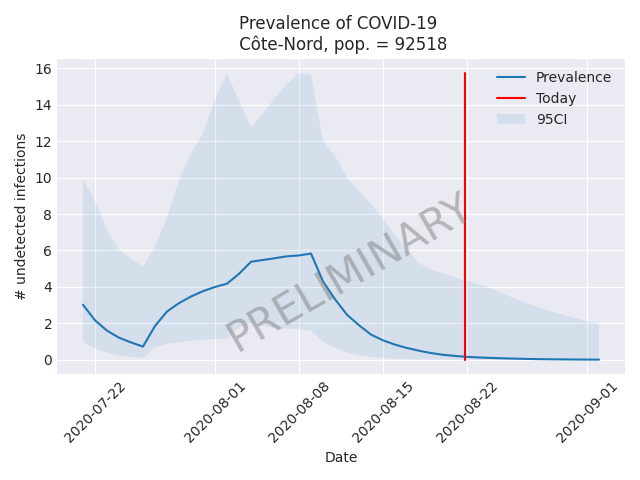 Prevalence of COVID-19
Côte-Nord, pop. = 92518
Prevalence
Today
95CI
# undetected infections
16
14
12
10
8
6
4
2
0
PRELIMINARY
2020-07-22
2020-08-01
2020-08-08
2020-08-15
2020-08-22
2020-09-01
Date